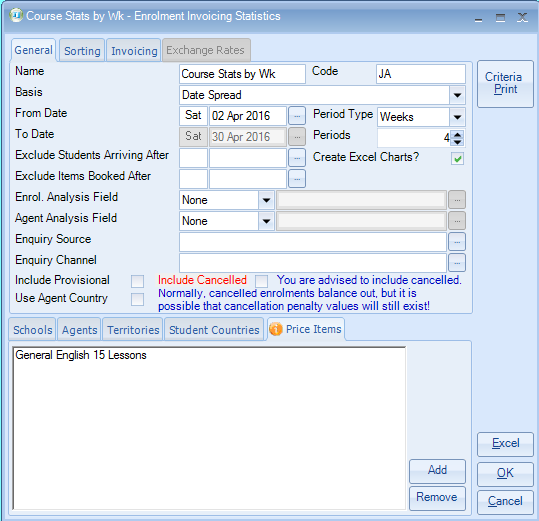 Course Stats by Wk - Enrolment Invoicing Statistics
General Sorting Invoicing Exchange Rates
Name Course Stats by Wk Code JA
Criteria Print
Basis Date Spread
From Date Sat 02 Apr 2016 ... Period Type Weeks
To Date Sat 30 Apr 2016 ... Periods 4
Exclude Students Arriving After ... Create Excel Charts?
Exclude Items Booked After ...
Enrol. Analysis Field None ...
Agent Analysis Field None ...
Enquiry Source ...
Enquiry Channel ...
Include Provisional Include Cancelled You are advised to include cancelled.
Use Agent Country Normally, cancelled enrolments balance out, but it is
possible that cancellation penalty values will still exist!
Schools Agents Territories Student Countries Price Items
General English 15 Lessons
Excel
Add OK
Remove Cancel